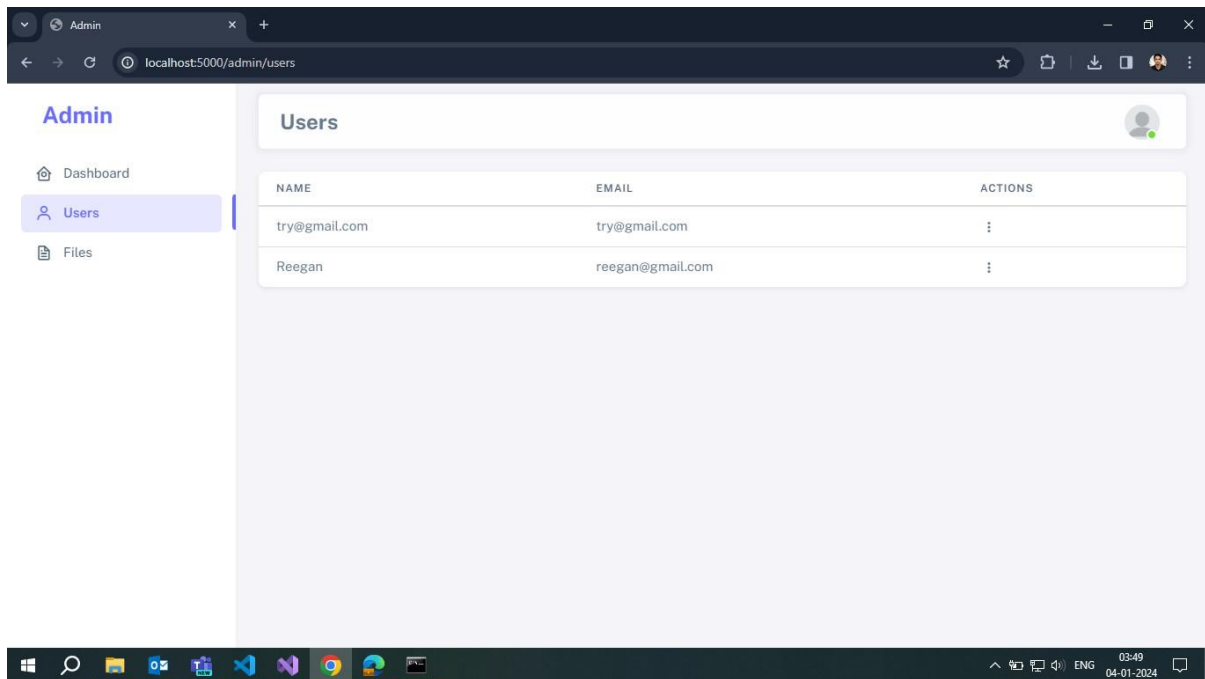 Admin
localhost:5000/admin/users
Admin
Users
Dashboard
NAME EMAIL ACTIONS
Users
try@gmail.com try@gmail.com
Files
Reegan reegan@gmail.com
03:49
ENG
04-01-2024